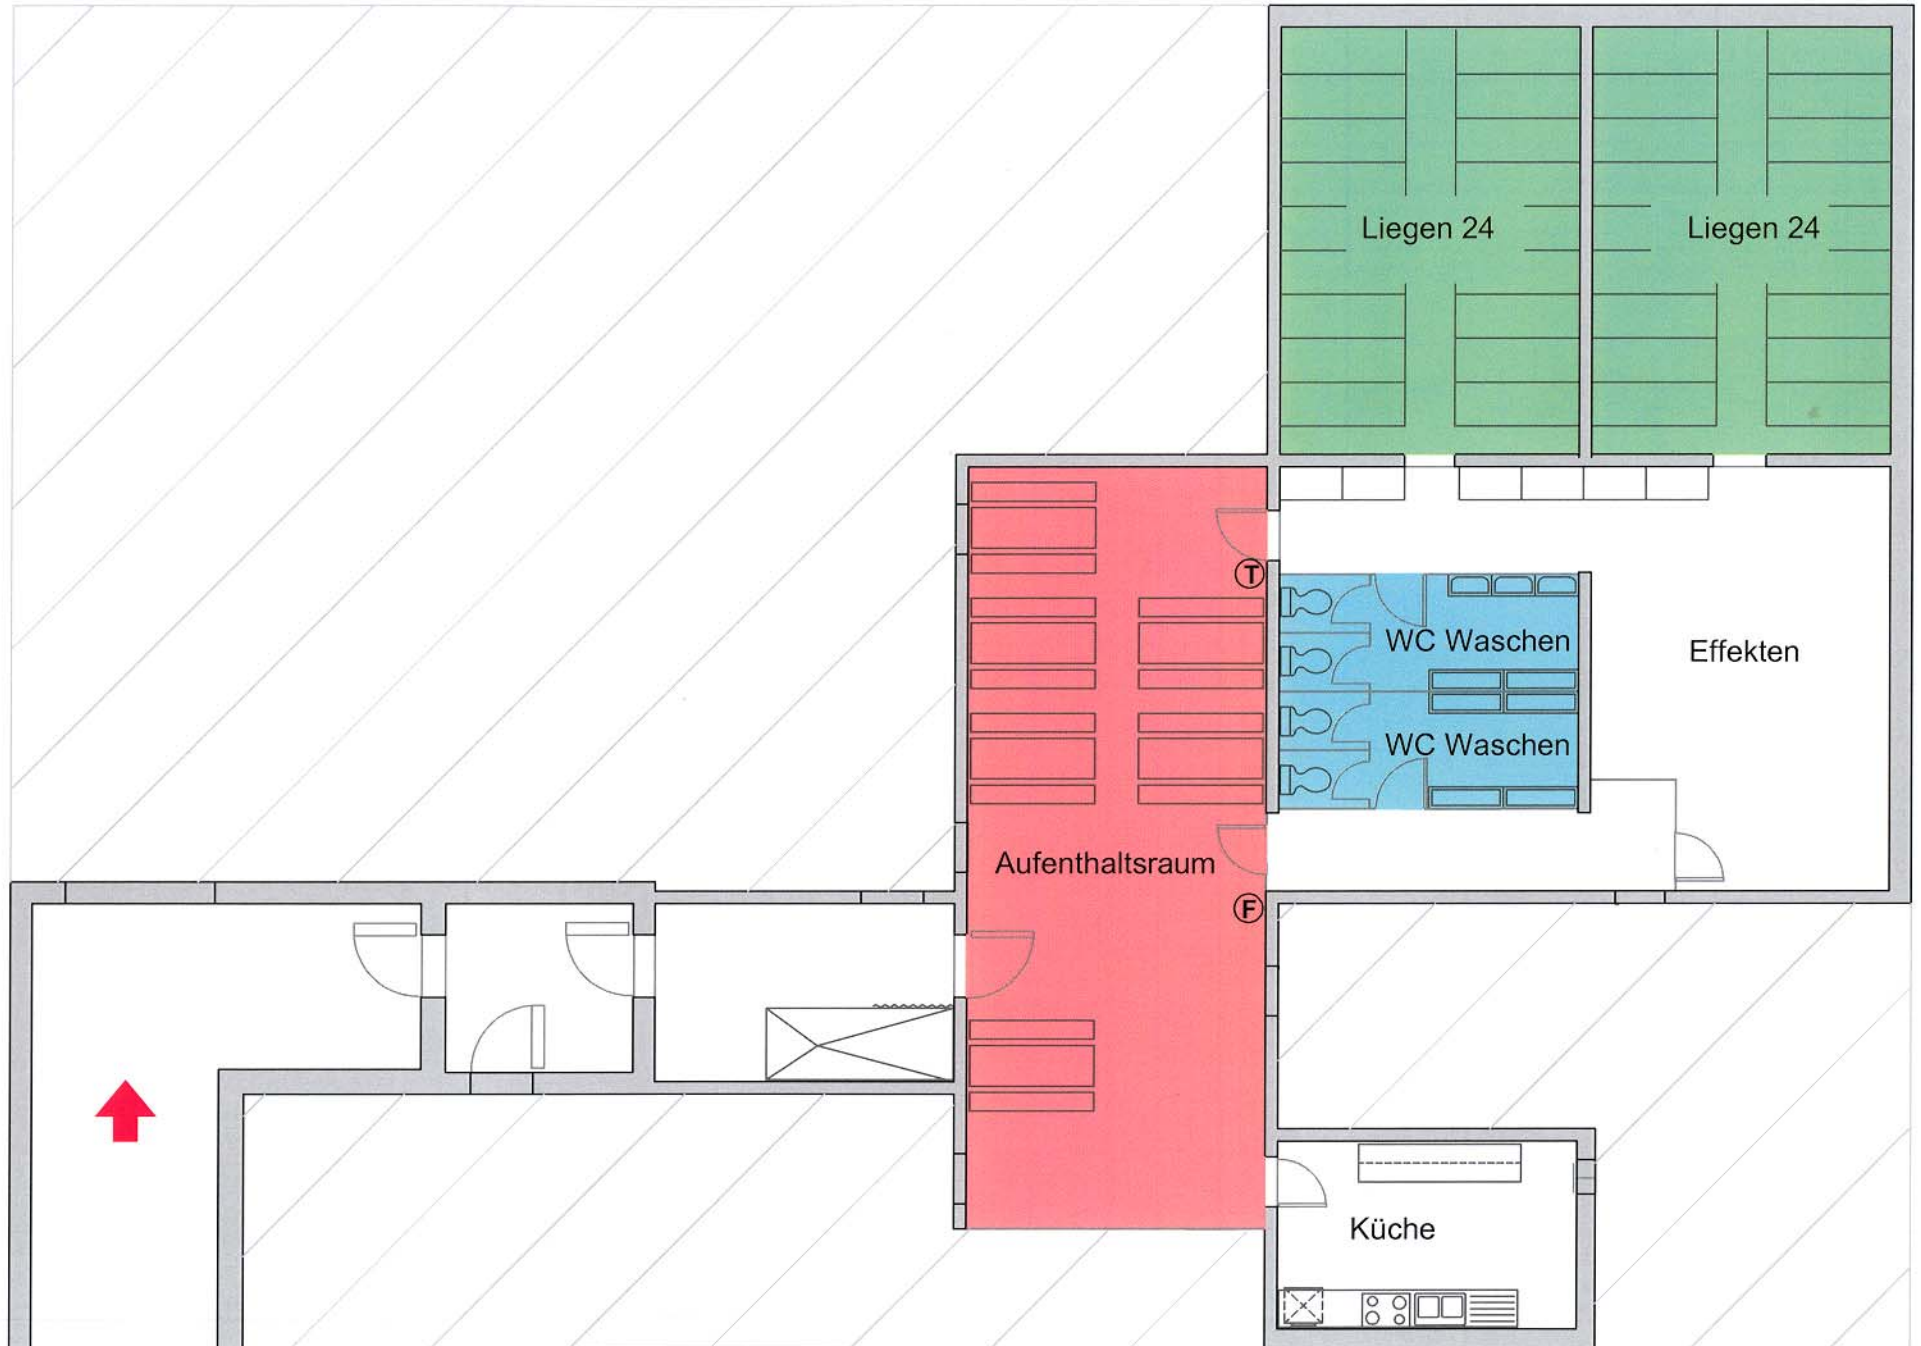 Liegen 24
Liegen 24
T
WC Waschen
Effekten
WC Waschen
Aufenthaltsraum
F
Küche